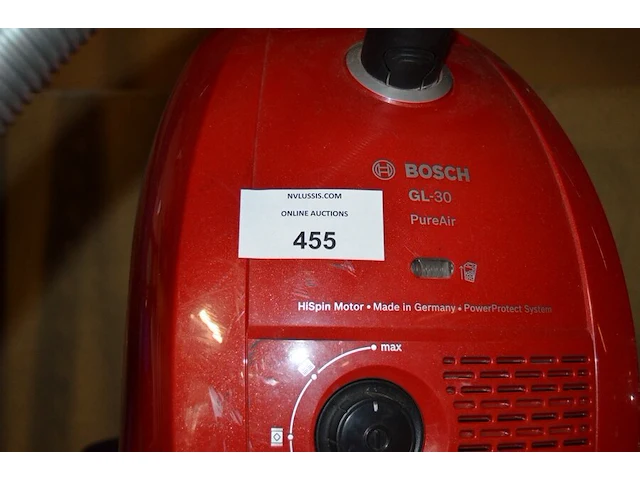 BOSCH
GL-30
PureAir
NVLUSSIS.COM
ONLINE AUCTIONS
455
HiSpin Motor • Made in Germany • PowerProtect System
max